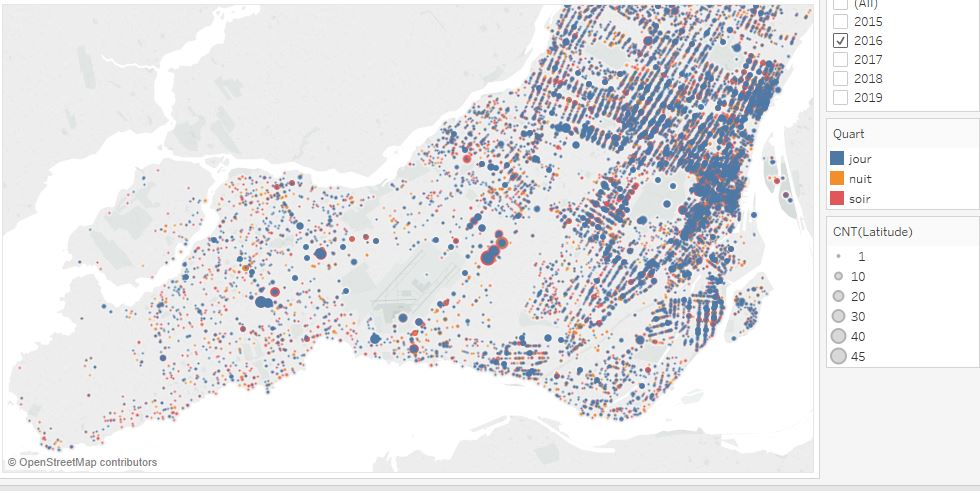 (All)
2015
2016
2017
2018
2019
Quart
jour
nuit
soir
CNT(Latitude)
1
10
20
30
40
45
© OpenStreetMap contributors